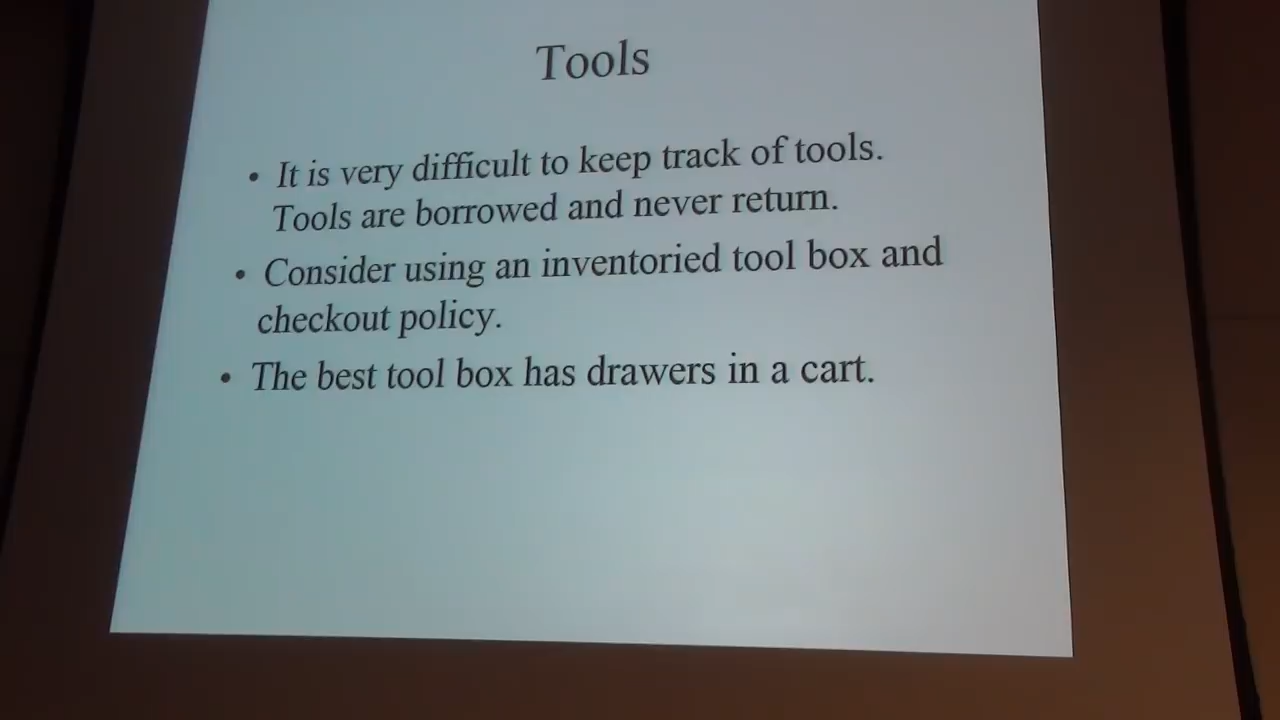 Tools
• It is very difficult to keep track of tools.
Tools are borrowed and never return.
• Consider using an inventoried tool box and
checkout policy.
• The best tool box has drawers in a cart.